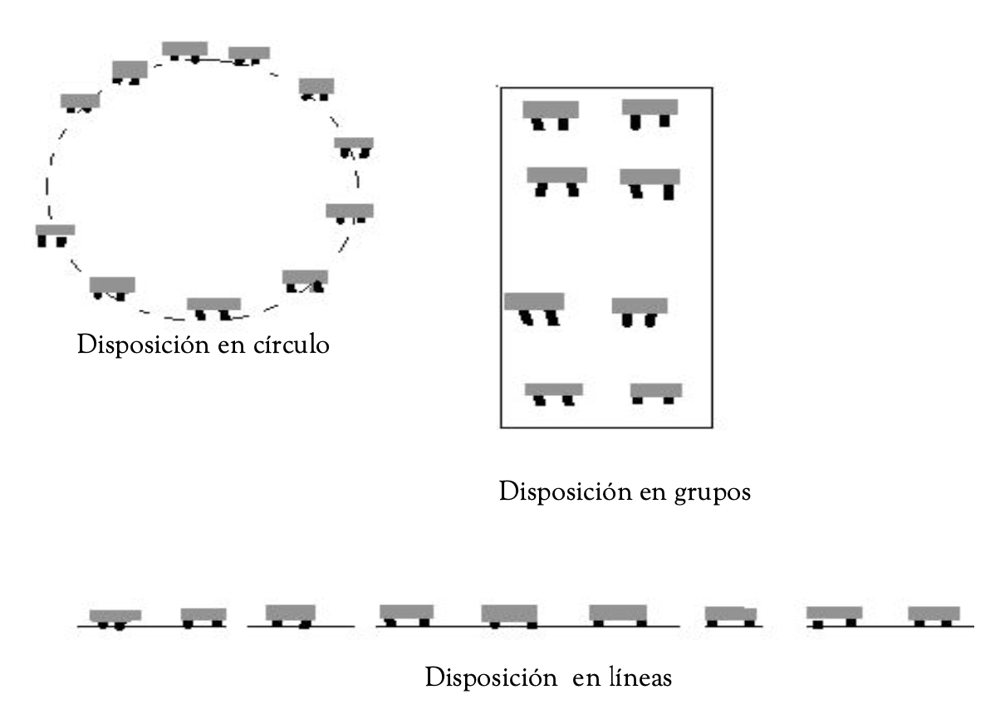 Disposición en círculo
Disposición en grupos
Disposición en líneas